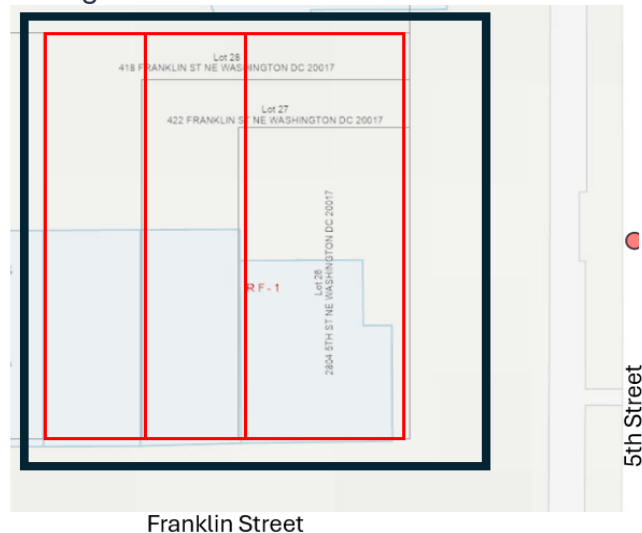 Lot 28
418 FRANKLIN ST NE WASHINGTON DC 20017
Lot 27
422 FRANKLIN ST NE WASHINGTON DC 20017
RF-1
Lot 26
2804 5TH ST NE WASHINGTON DC 20017
5th Street
Franklin Street